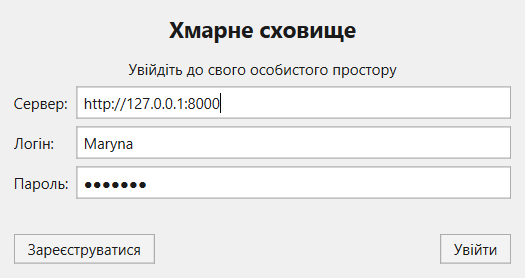 Хмарне сховище
Увійдіть до свого особистого простору
Сервер: http://127.0.0.1:8000
Логін: Maryna
Пароль: ●●●●●●●
Зареєструватися Увійти